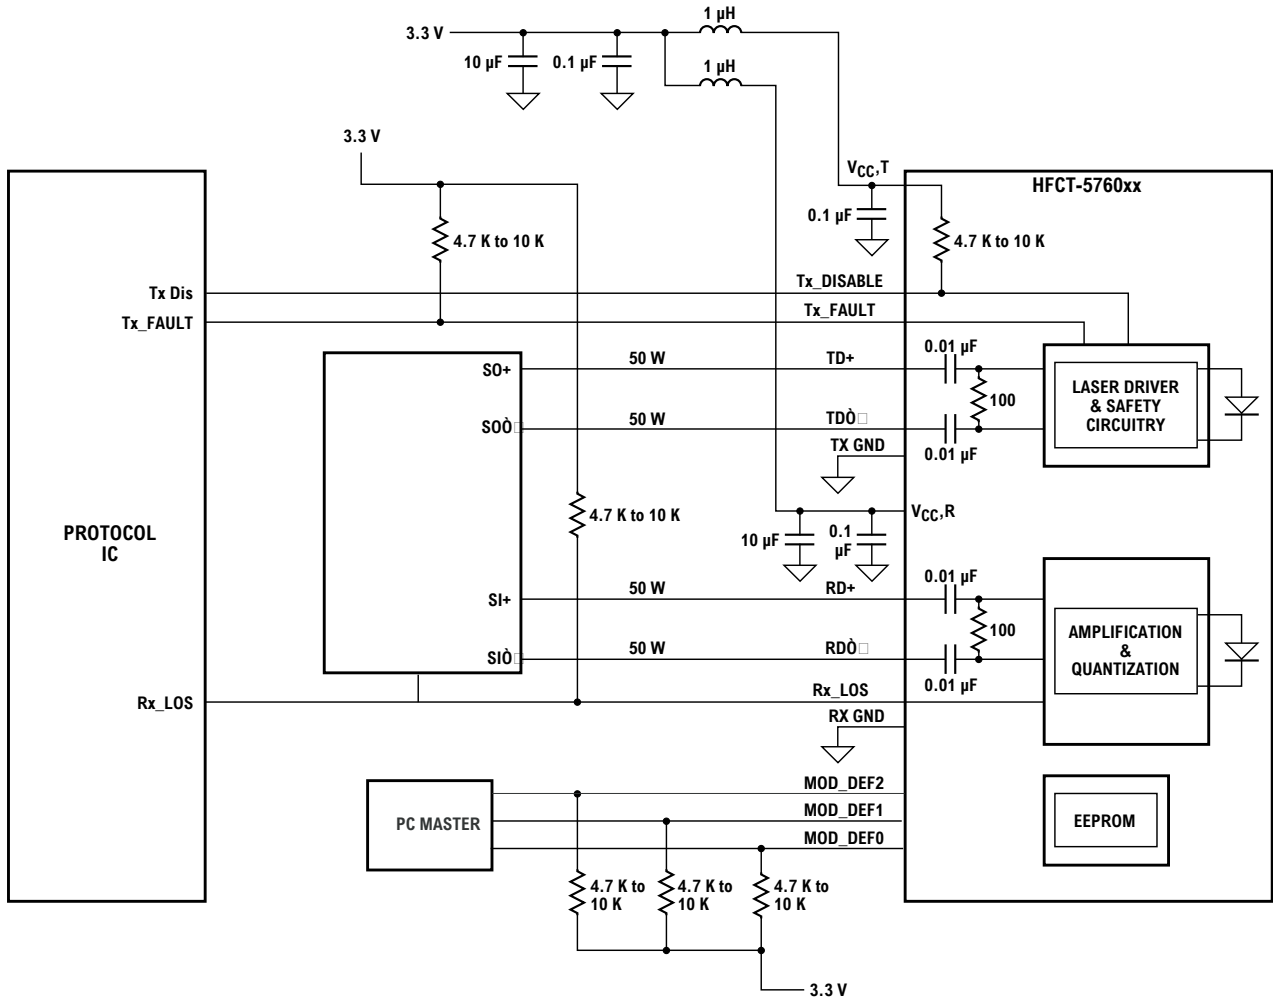 1 µH
3.3 V
10 µF
0.1 µF
1 µH
3.3 V
V_CC,T
HFCT-5760xx
0.1 µF
4.7 K to 10 K
4.7 K to 10 K
Tx Dis
Tx_DISABLE
Tx_FAULT
Tx_FAULT
0.01 µF
SO+
50 W
TD+
100
LASER DRIVER
& SAFETY
CIRCUITRY
SOÒ□
50 W
TDÒ□
0.01 µF
TX GND
4.7 K to 10 K
V_CC,R
PROTOCOL
IC
10 µF
0.1
µF
0.01 µF
SI+
50 W
RD+
100
AMPLIFICATION
&
QUANTIZATION
SIÒ□
50 W
RDÒ□
0.01 µF
Rx_LOS
Rx_LOS
RX GND
MOD_DEF2
PC MASTER
MOD_DEF1
MOD_DEF0
EEPROM
4.7 K to
10 K
4.7 K to
10 K
4.7 K to
10 K
3.3 V